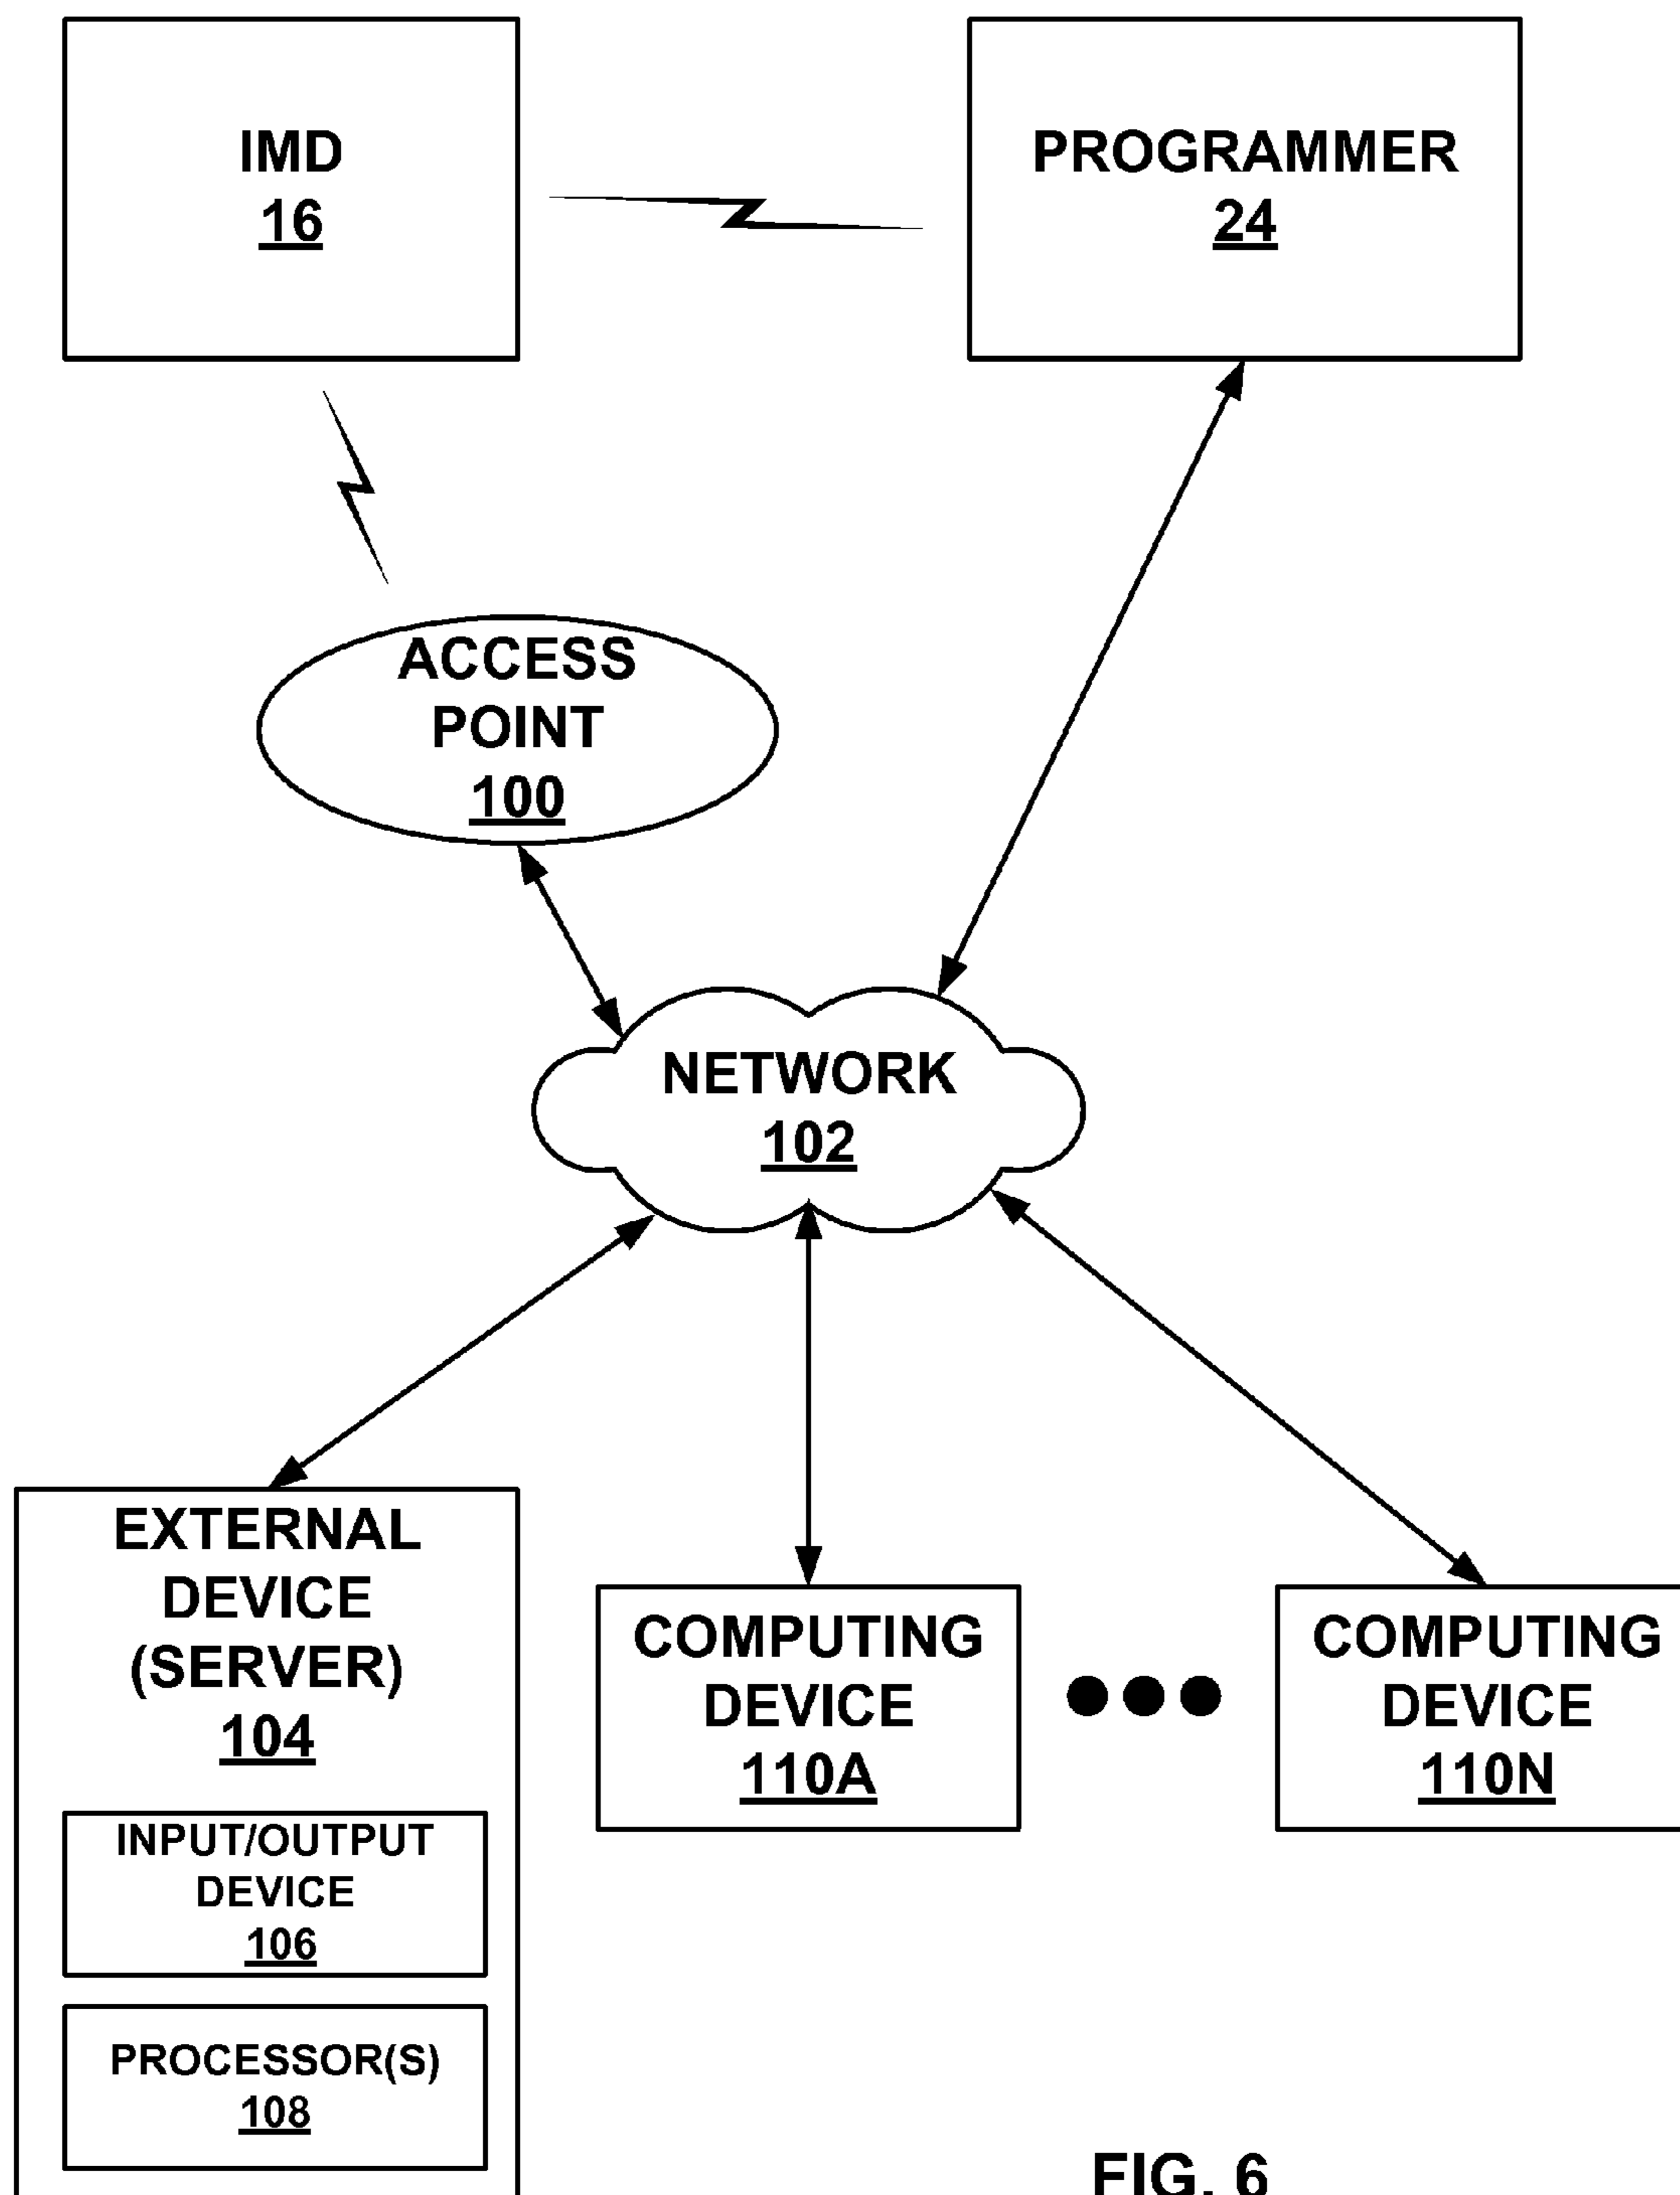 IMD
16
PROGRAMMER
24
ACCESS
POINT
100
NETWORK
102
EXTERNAL
DEVICE
(SERVER)
104
INPUT/OUTPUT
DEVICE
106
PROCESSOR(S)
108
COMPUTING
DEVICE
110A
COMPUTING
DEVICE
110N
FIG. 6